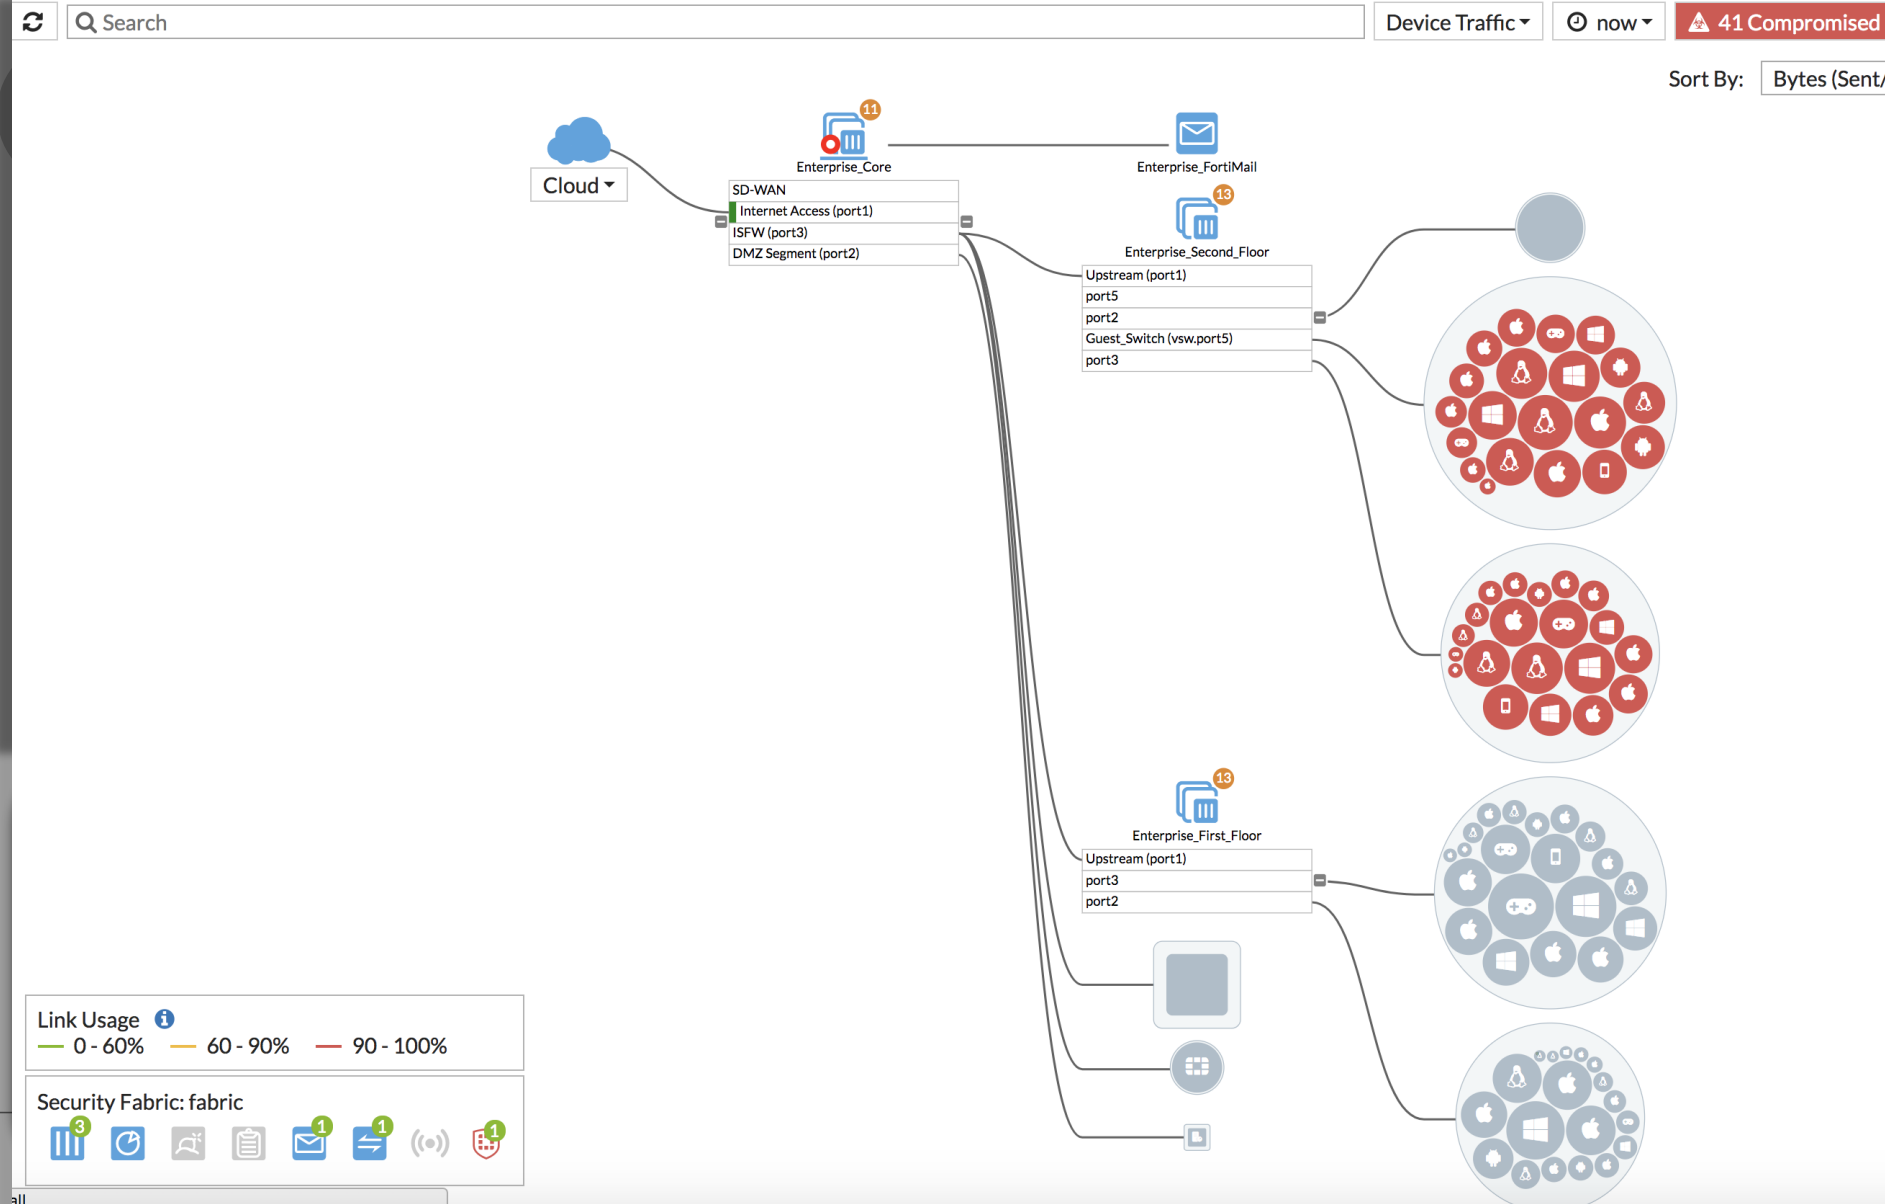 Search
Device Traffic
now
41 Compromised
Sort By:
Bytes (Sent/
11
Enterprise_Core
Enterprise_FortiMail
Cloud
SD-WAN
Internet Access (port1)
ISFW (port3)
DMZ Segment (port2)
13
Enterprise_Second_Floor
Upstream (port1)
port5
port2
Guest_Switch (vsw.port5)
port3
13
Enterprise_First_Floor
Upstream (port1)
port3
port2
Link Usage
0 - 60%
60 - 90%
90 - 100%
Security Fabric: fabric
3
1
1
1
all